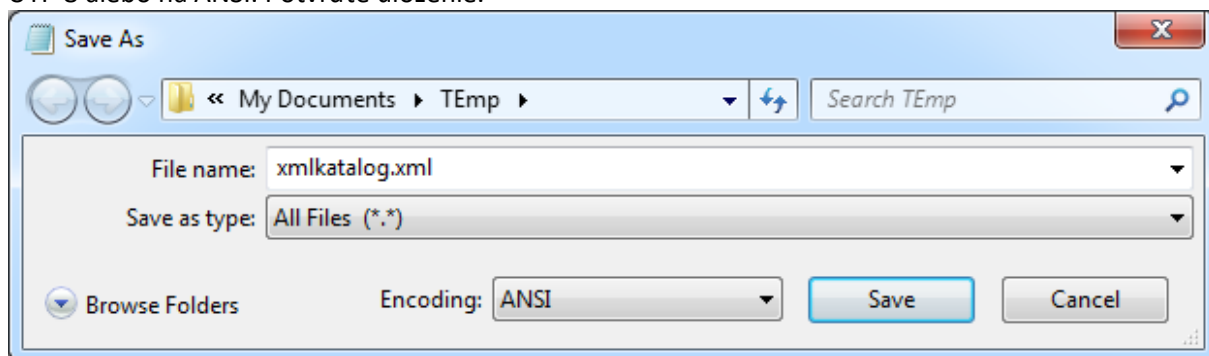 Save As
« My Documents ▸ TEmp ▸ Search TEmp
File name: xmlkatalog.xml
Save as type: All Files (*.*)
Browse Folders Encoding: ANSI Save Cancel